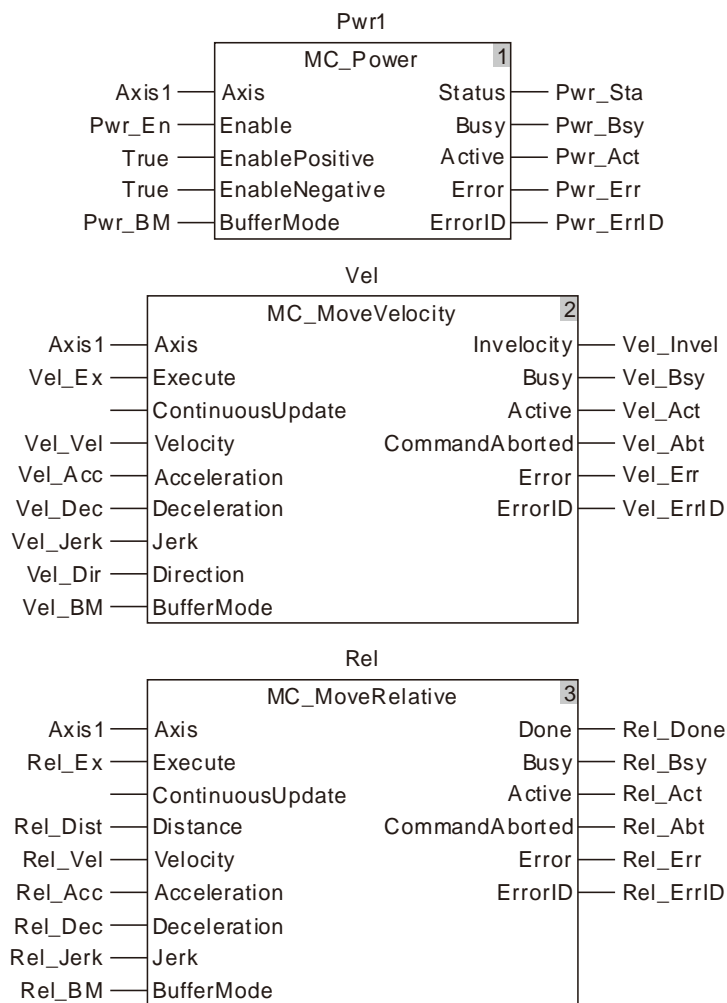 Pwr1
MC_Power 1
Axis1 Axis Status Pwr_Sta
Pwr_En Enable Busy Pwr_Bsy
True EnablePositive Active Pwr_Act
True EnableNegative Error Pwr_Err
Pwr_BM BufferMode ErrorID Pwr_ErrID
Vel
MC_MoveVelocity 2
Axis1 Axis Invelocity Vel_Invel
Vel_Ex Execute Busy Vel_Bsy
ContinuousUpdate Active Vel_Act
Vel_Vel Velocity CommandAborted Vel_Abt
Vel_Acc Acceleration Error Vel_Err
Vel_Dec Deceleration ErrorID Vel_ErrID
Vel_Jerk Jerk
Vel_Dir Direction
Vel_BM BufferMode
Rel
MC_MoveRelative 3
Axis1 Axis Done Rel_Done
Rel_Ex Execute Busy Rel_Bsy
ContinuousUpdate Active Rel_Act
Rel_Dist Distance CommandAborted Rel_Abt
Rel_Vel Velocity Error Rel_Err
Rel_Acc Acceleration ErrorID Rel_ErrID
Rel_Dec Deceleration
Rel_Jerk Jerk
Rel_BM BufferMode